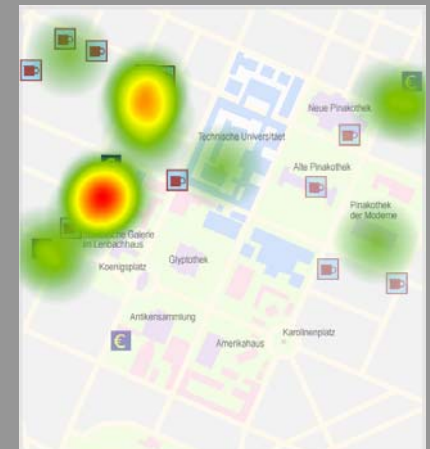 €
Neue Pinakothek
Technische Universitaet
Alte Pinakothek
Pinakothek
der Moderne
Galerie
im Lenbachhaus
Glyptothek
Koenigsplatz
Antikensammlung
Karolinenplatz
€
Amerikahaus